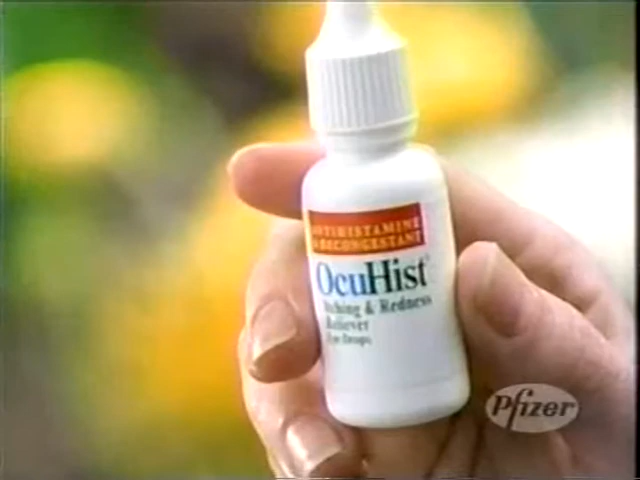 ANTIHISTAMINE
& DECONGESTANT
OcuHist®
Itching & Redness
Reliever
Eye Drops
Pfizer